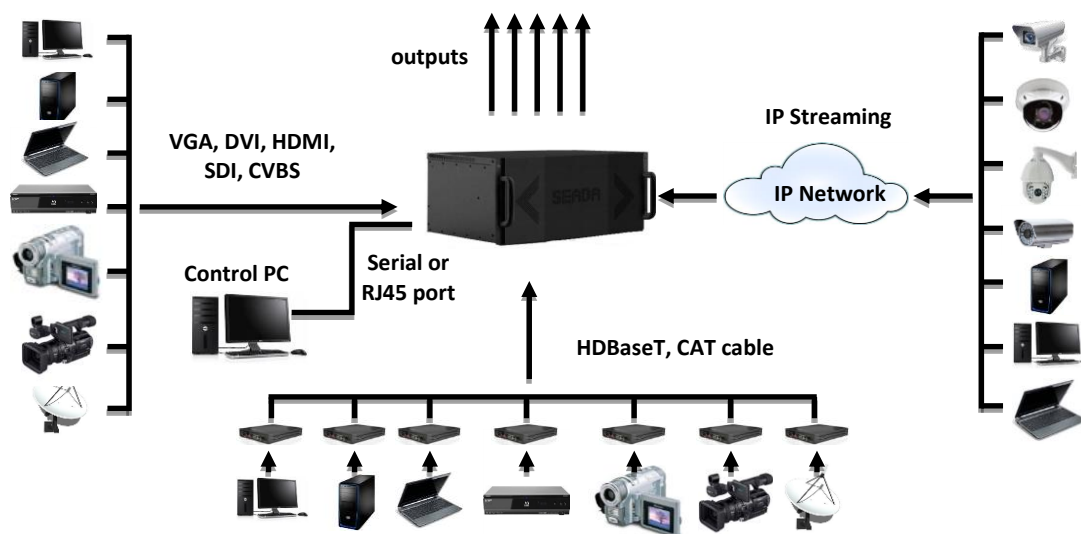 outputs
IP Streaming
VGA, DVI, HDMI,
SDI, CVBS
SEADA
IP Network
Control PC
Serial or
RJ45 port
HDBaseT, CAT cable